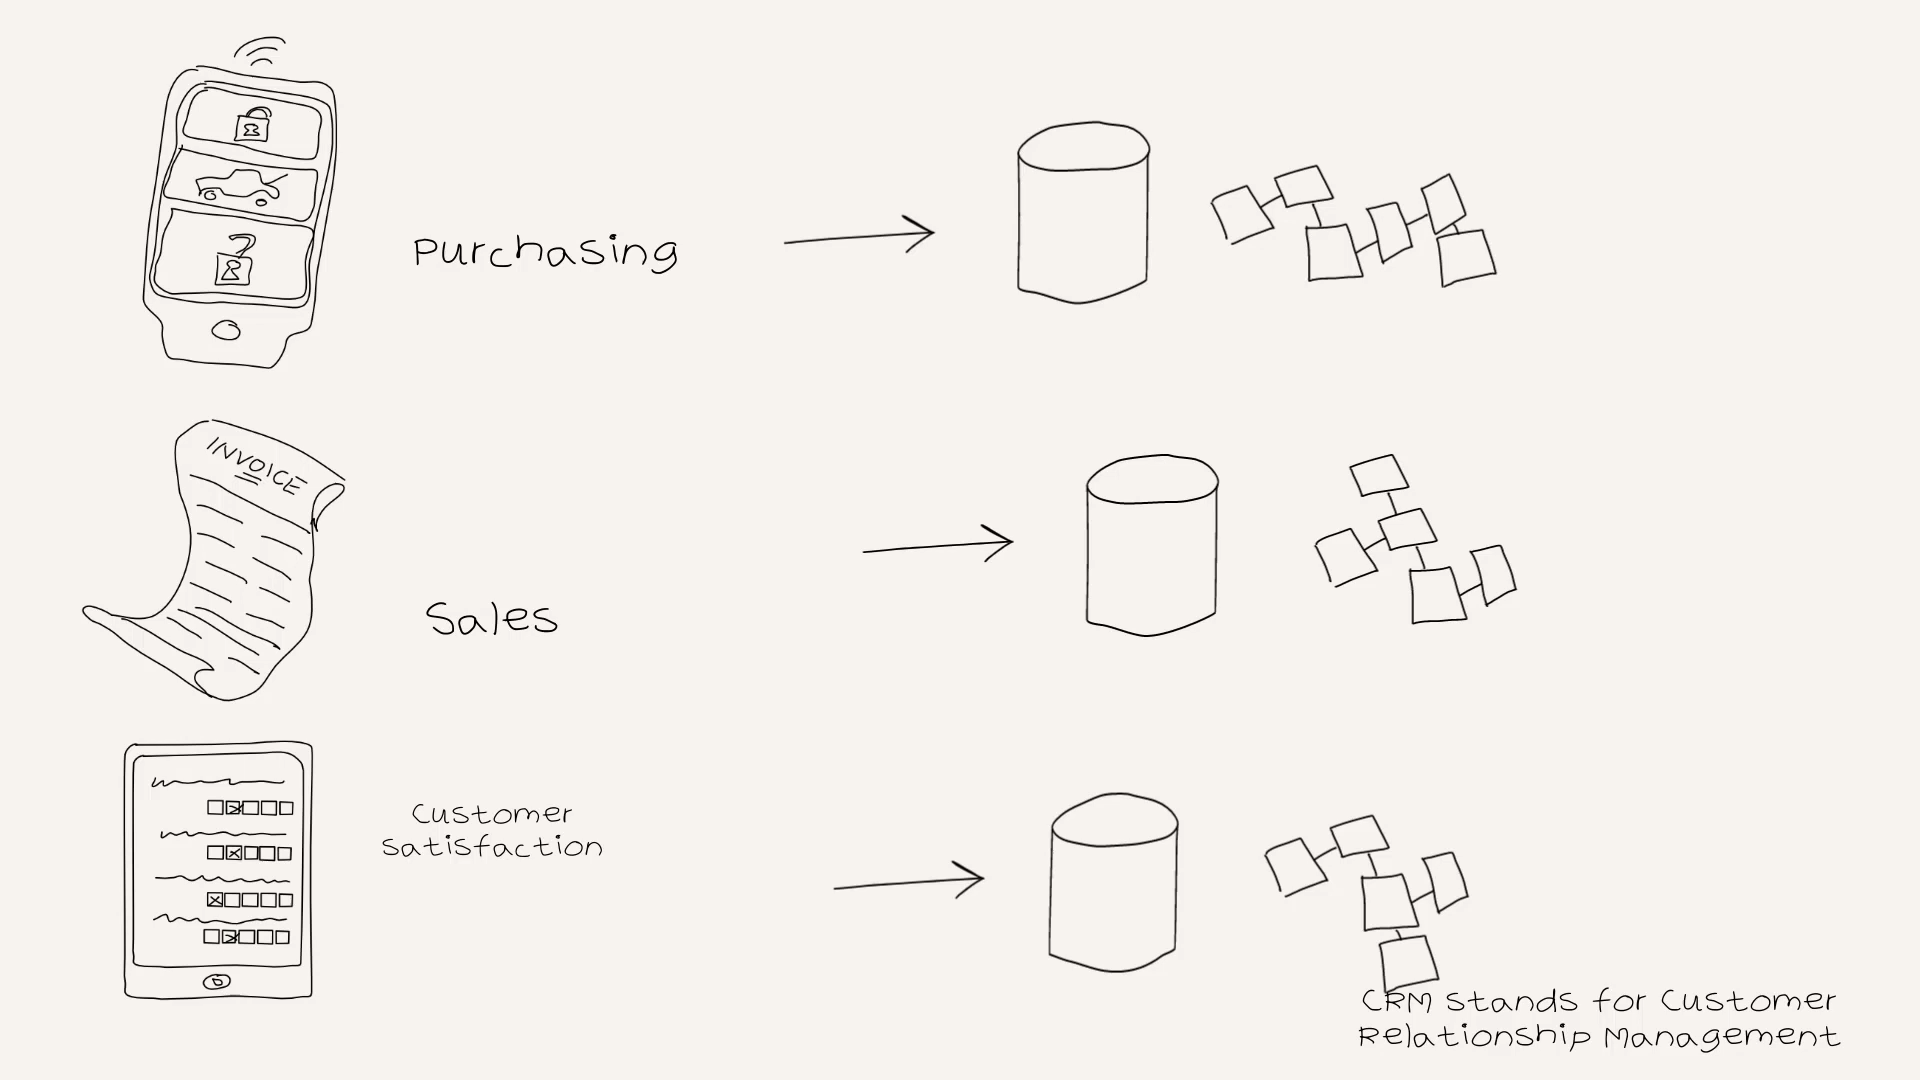 Purchasing
INVOICE
Sales
Customer
Satisfaction
CRM stands for Customer
Relationship Management